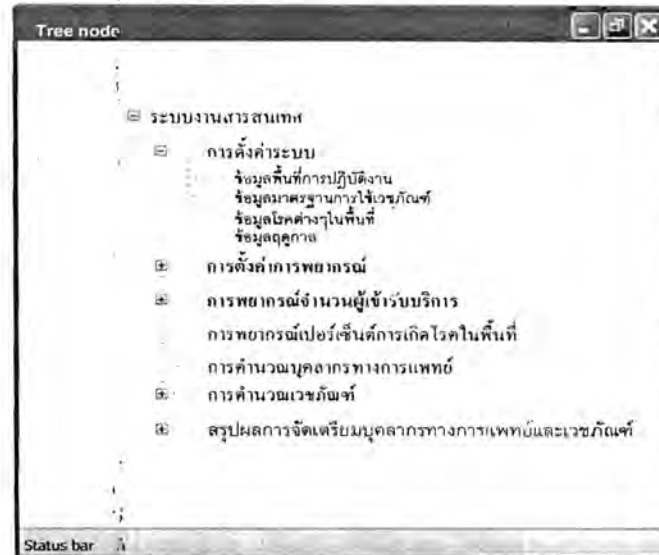 Tree node
ระบบงานสารสนเทศ
การตั้งค่าระบบ
ข้อมูลพื้นที่การปฏิบัติงาน
ข้อมูลมาตรฐานการใช้เวชภัณฑ์
ข้อมูลโรคต่างๆในพื้นที่
ข้อมูลฤดูกาล
การตั้งค่าการพยากรณ์
การพยากรณ์จำนวนผู้เข้ารับบริการ
การพยากรณ์เปอร์เซ็นต์การเกิดโรคในพื้นที่
การคำนวณบุคลากรทางการแพทย์
การคำนวณเวชภัณฑ์
สรุปผลการจัดเตรียมบุคลากรทางการแพทย์และเวชภัณฑ์
Status bar